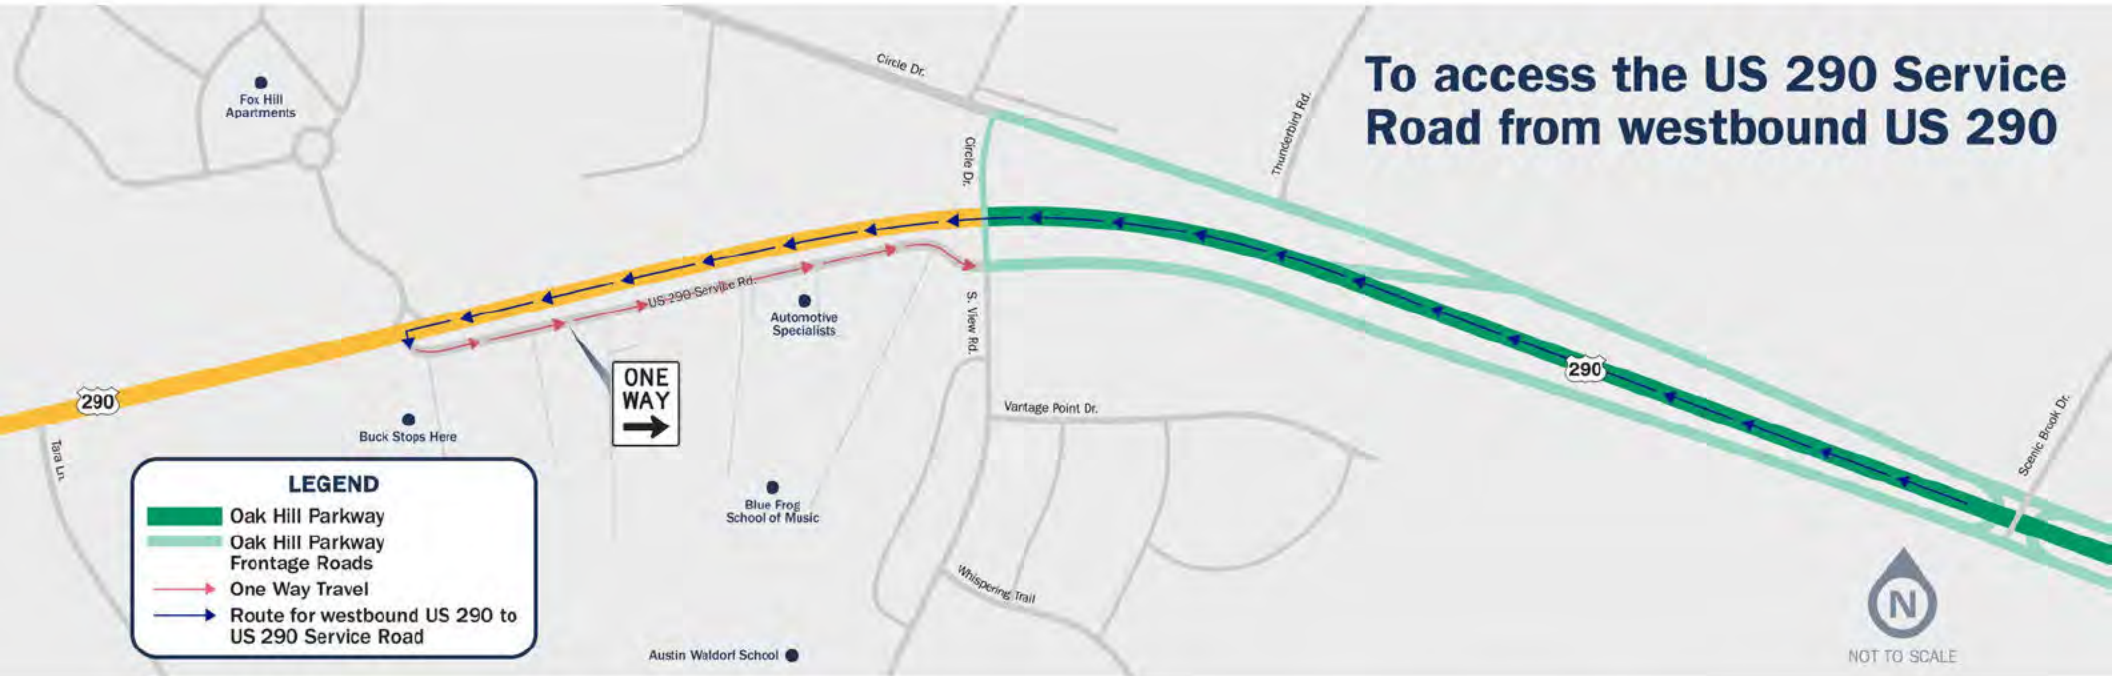 To access the US 290 Service
Road from westbound US 290
Circle Dr.
Thunderbird Rd.
Fox Hill
Apartments
Circle Dr.
US 290 Service Rd.
Automotive
Specialists
S. View Rd.
ONE
WAY
290
290
Tara Ln.
Buck Stops Here
Vantage Point Dr.
Scenic Brook Dr.
Blue Frog
School of Music
Whispering Trail
Austin Waldorf School
LEGEND
Oak Hill Parkway
Oak Hill Parkway
Frontage Roads
One Way Travel
Route for westbound US 290 to
US 290 Service Road
N
NOT TO SCALE